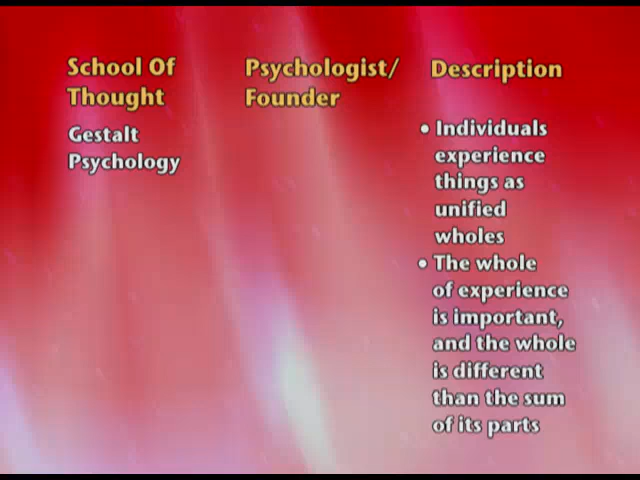 School Of
Thought
Psychologist/
Founder
Description
Gestalt
Psychology
• Individuals
experience
things as
unified
wholes
• The whole
of experience
is important,
and the whole
is different
than the sum
of its parts